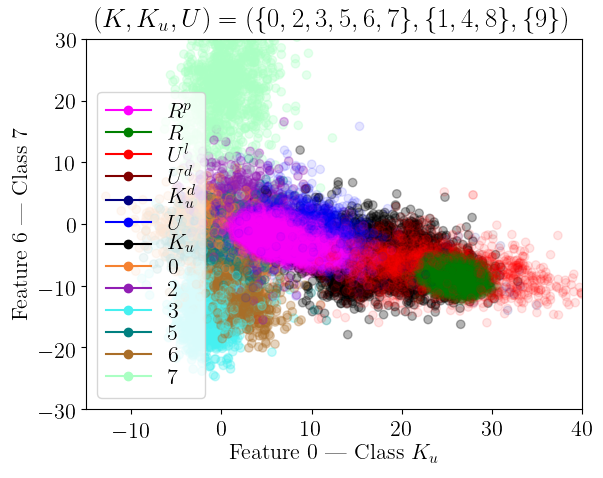 (K, K_u, U) = ({0, 2, 3, 5, 6, 7}, {1, 4, 8}, {9})
30
20
10
0
−10
−20
−30
Feature 6 — Class 7
R^p
R
U^l
U^d
K_u^d
U
K_u
0
2
3
5
6
7
−10 0 10 20 30 40
Feature 0 — Class K_u